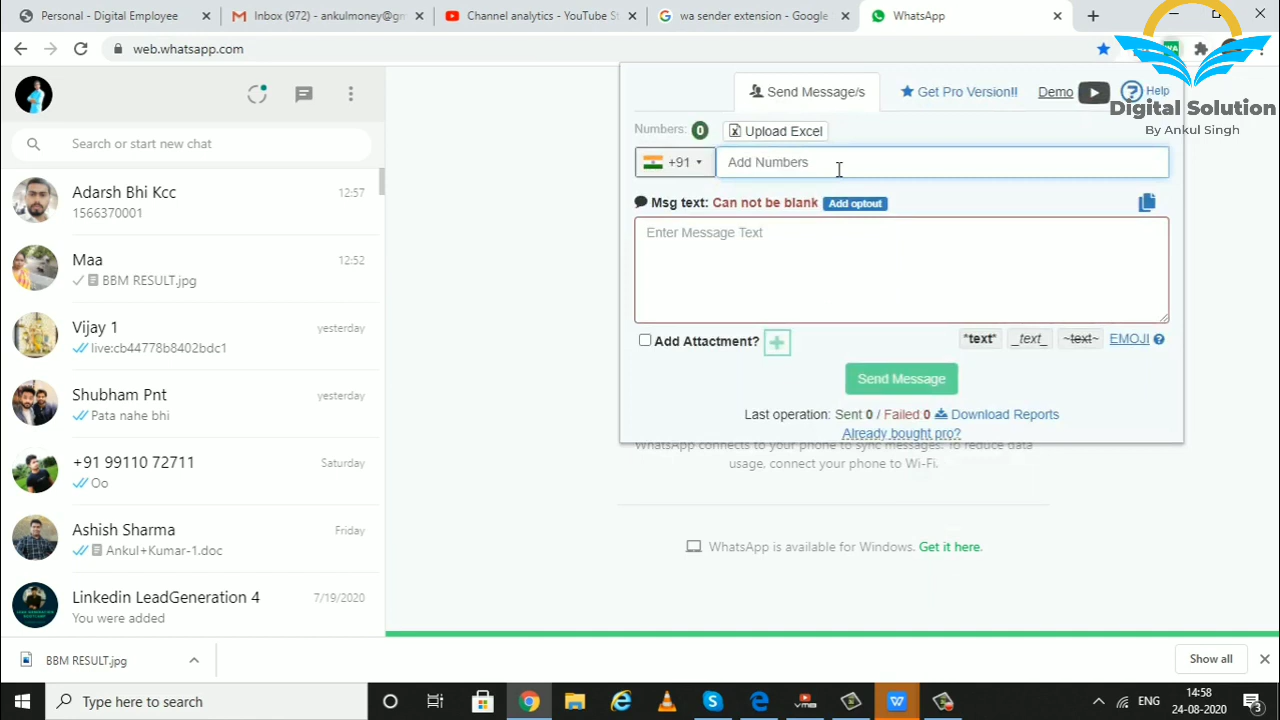 Personal - Digital Employee
Inbox (972) - ankulmoney@gm
Channel analytics - YouTube St
wa sender extension - Google
WhatsApp
web.whatsapp.com
WA
Digital Solution
By Ankul Singh
Search or start new chat
Adarsh Bhi Kcc
12:57
1566370001
Maa
12:52
BBM RESULT.jpg
Vijay 1
yesterday
live:cb44778b8402bdc1
Shubham Pnt
yesterday
Pata nahe bhi
+91 99110 72711
Saturday
Oo
Ashish Sharma
Friday
Ankul+Kumar-1.doc
Linkedin LeadGeneration 4
7/19/2020
You were added
Send Message/s
Get Pro Version!!
Demo
Help
Numbers: 0
Upload Excel
+91
Add Numbers
Msg text: Can not be blank Add optout
Enter Message Text
Add Attactment?
*text*
_text_
~text~
EMOJI
Send Message
Last operation: Sent 0 / Failed 0 Download Reports
Already bought pro?
WhatsApp connects to your phone to sync messages. To reduce data
usage, connect your phone to Wi-Fi.
WhatsApp is available for Windows. Get it here.
BBM RESULT.jpg
Show all
Type here to search
ENG
14:58
24-08-2020
3